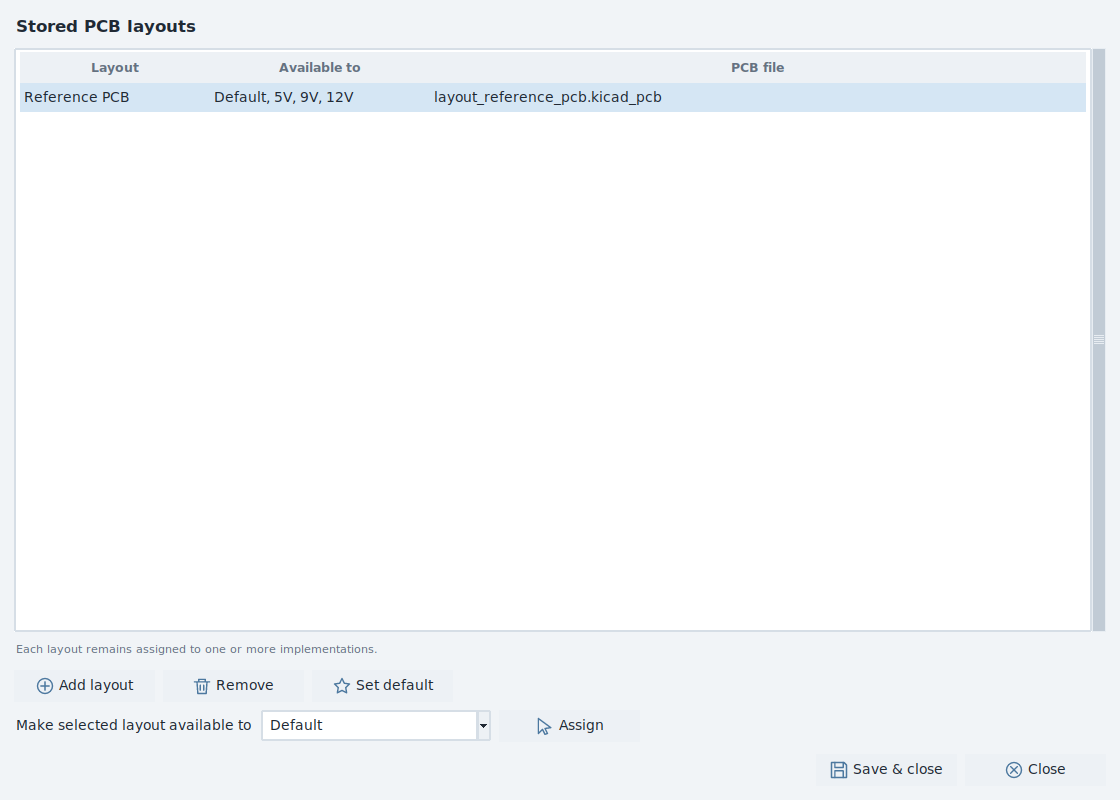 Stored PCB layouts
Layout Available to PCB file
Reference PCB Default, 5V, 9V, 12V layout_reference_pcb.kicad_pcb
Each layout remains assigned to one or more implementations.
Add layout Remove Set default
Make selected layout available to Default Assign
Save & close Close